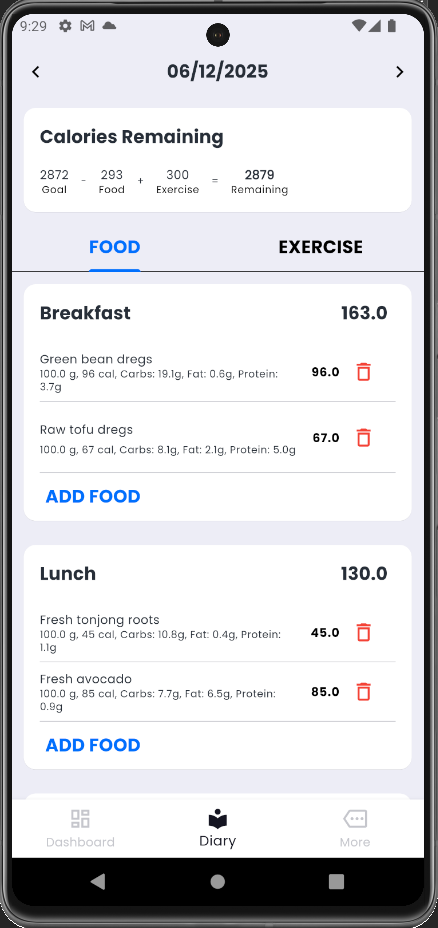 9:29
06/12/2025
Calories Remaining
2872 - 293 + 300 = 2879
Goal Food Exercise Remaining
FOOD EXERCISE
Breakfast 163.0
Green bean dregs
100.0 g, 96 cal, Carbs: 19.1g, Fat: 0.6g, Protein: 96.0
3.7g
Raw tofu dregs
67.0
100.0 g, 67 cal, Carbs: 8.1g, Fat: 2.1g, Protein: 5.0g
ADD FOOD
Lunch 130.0
Fresh tonjong roots
100.0 g, 45 cal, Carbs: 10.8g, Fat: 0.4g, Protein: 45.0
1.1g
Fresh avocado
100.0 g, 85 cal, Carbs: 7.7g, Fat: 6.5g, Protein: 85.0
0.9g
ADD FOOD
Dashboard Diary More